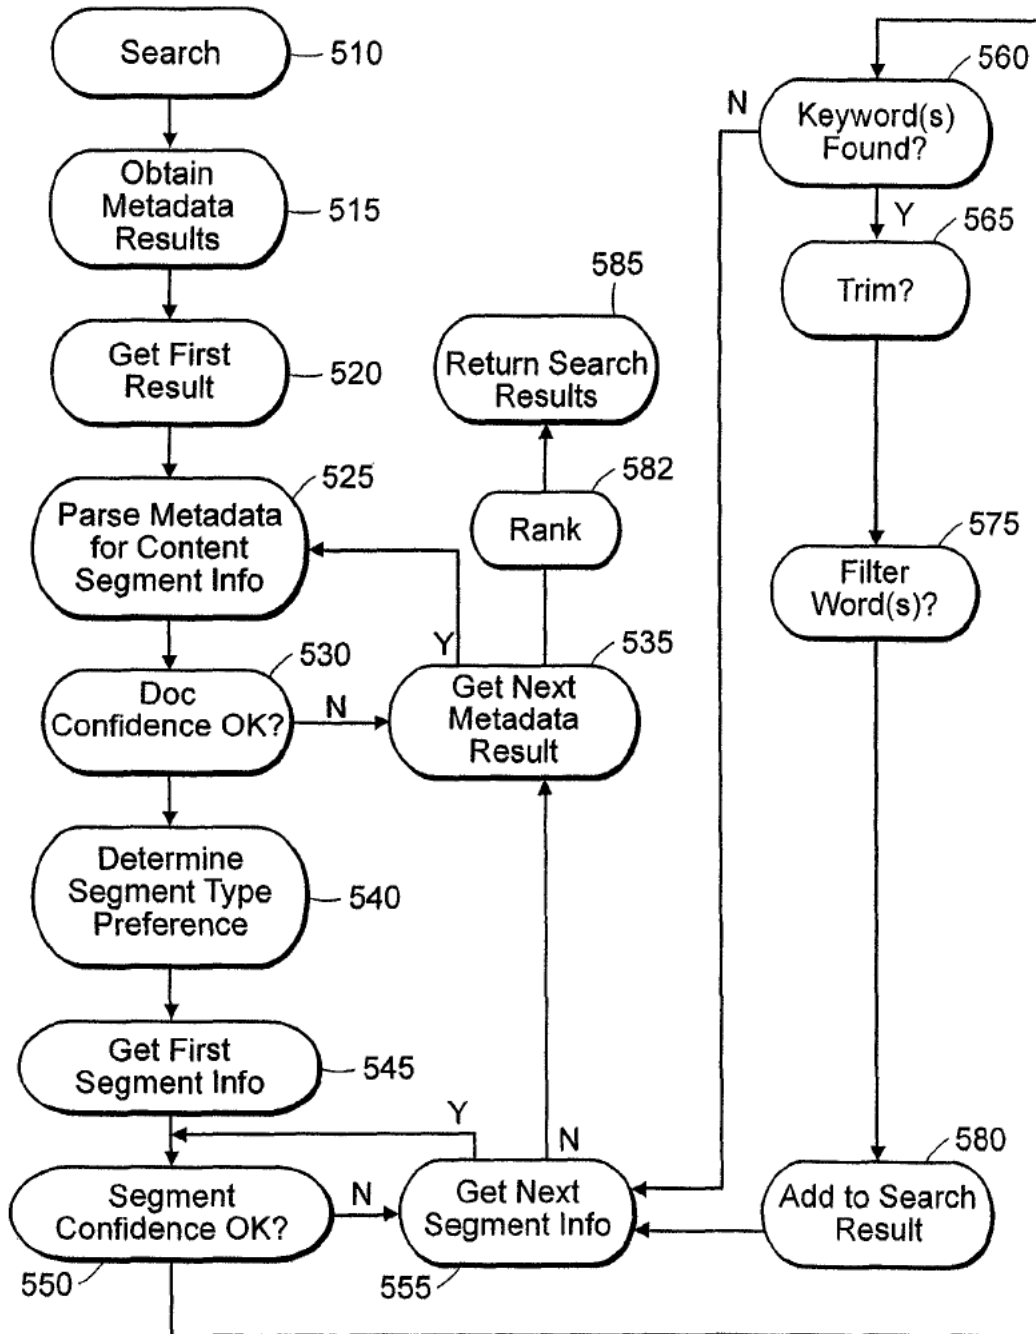 Search
510
Obtain
Metadata
Results
515
Get First
Result
520
Parse Metadata
for Content
Segment Info
525
Doc
Confidence OK?
530
N
Determine
Segment Type
Preference
540
Get First
Segment Info
545
Segment
Confidence OK?
550
N
585
Return Search
Results
582
Rank
Y
535
Get Next
Metadata
Result
Y
N
Get Next
Segment Info
555
560
Keyword(s)
Found?
N
Y
565
Trim?
575
Filter
Word(s)?
580
Add to Search
Result